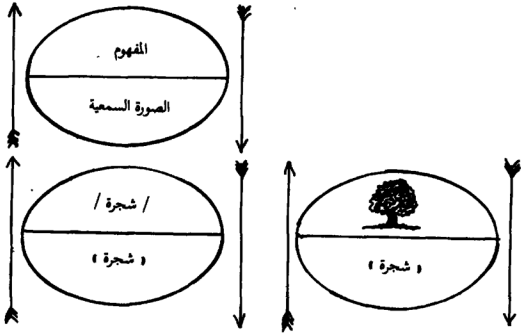 المفهوم
الصورة السمعية
/ شجرة /
« شجرة »
« شجرة »